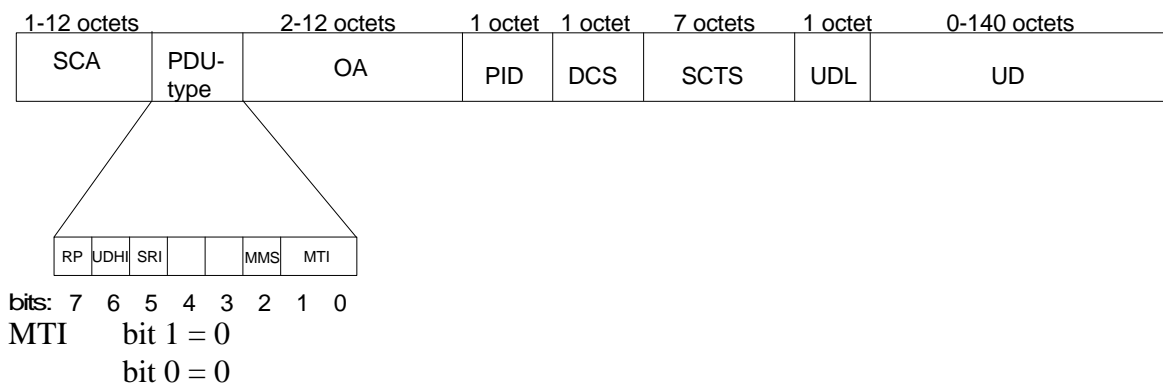 1-12 octets 2-12 octets 1 octet 1 octet 7 octets 1 octet 0-140 octets
SCA PDU- OA PID DCS SCTS UDL UD
type
RP UDHI SRI MMS MTI
bits: 7 6 5 4 3 2 1 0
MTI bit 1 = 0
bit 0 = 0